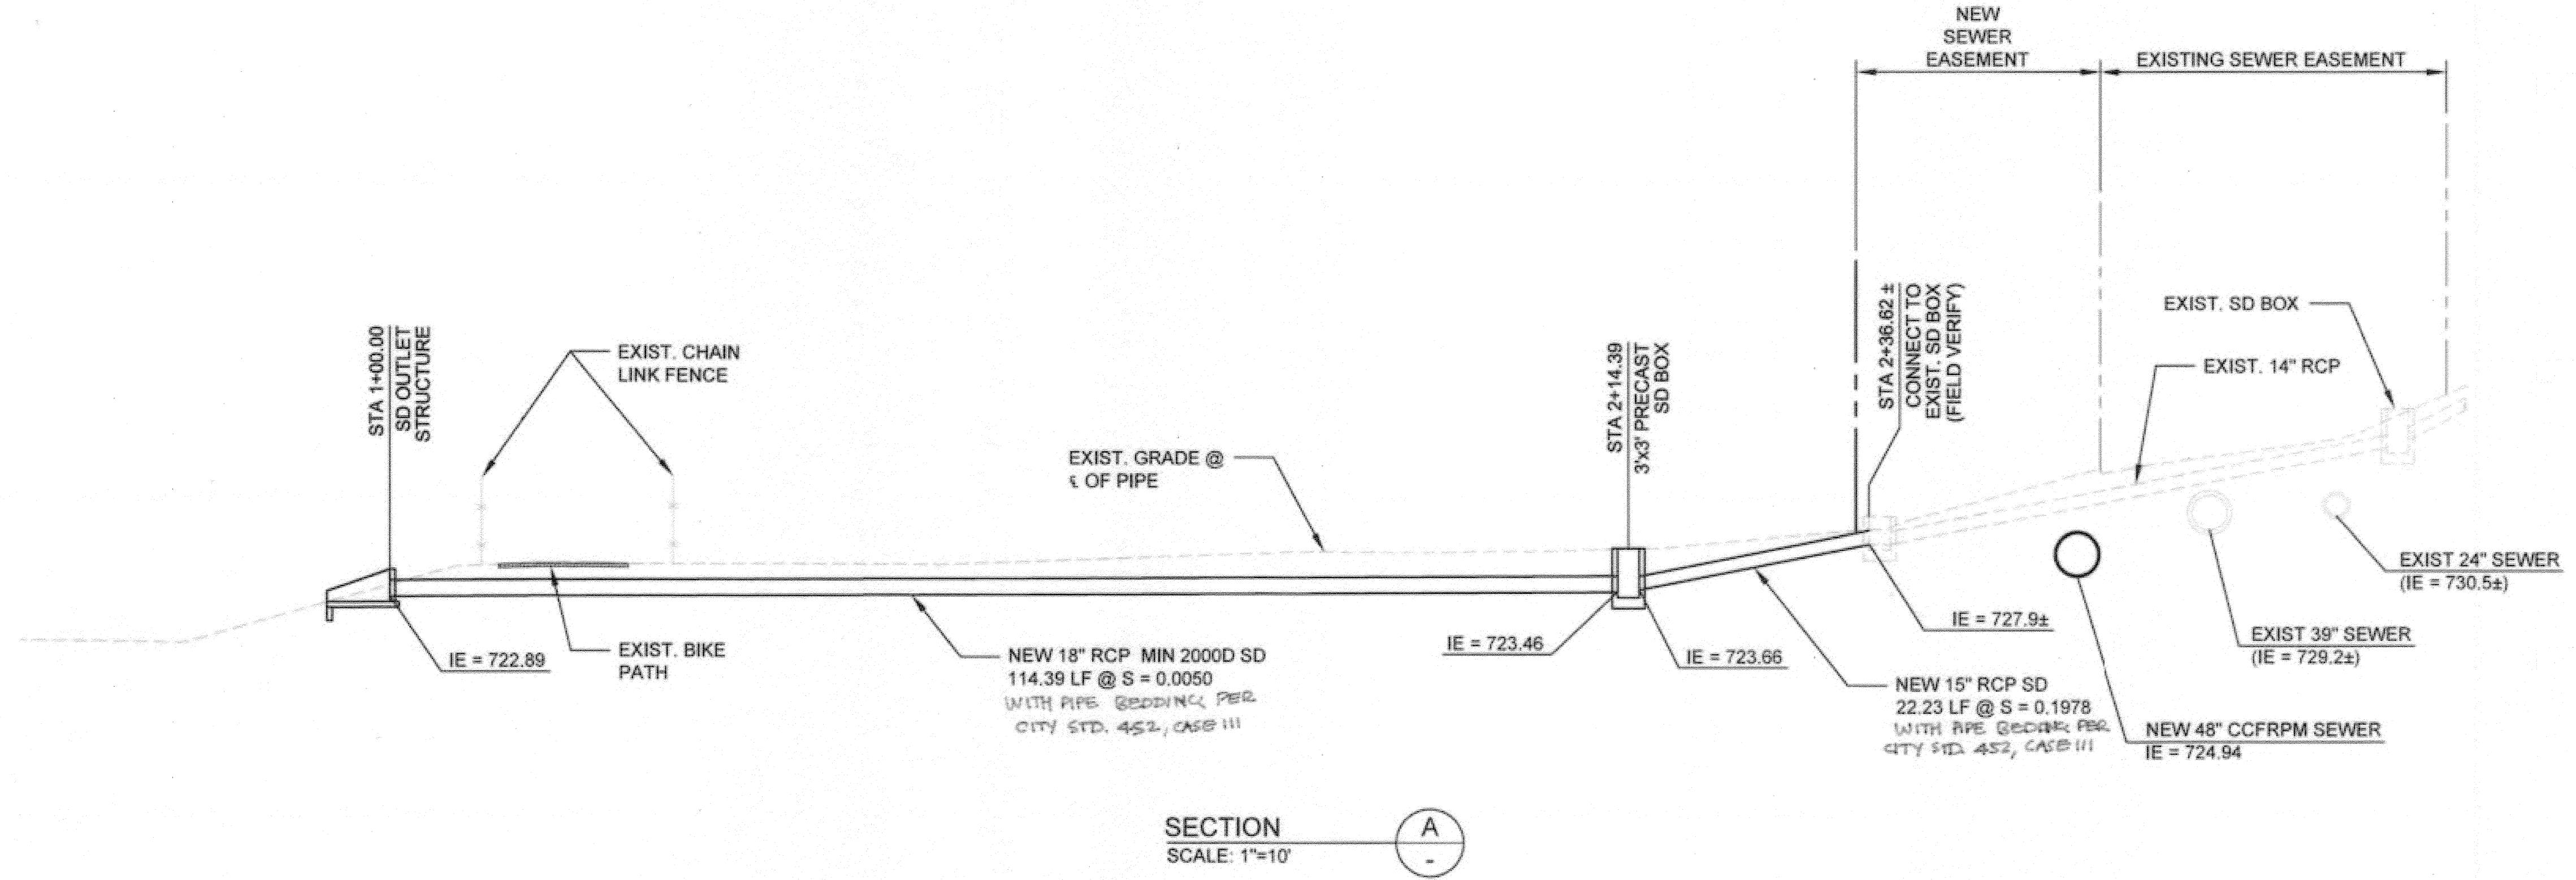 NEW
SEWER
EASEMENT
EXISTING SEWER EASEMENT
STA 1+00.00
SD OUTLET
STRUCTURE
EXIST. CHAIN
LINK FENCE
EXIST. GRADE @
℄ OF PIPE
STA 2+14.39
3'x3' PRECAST
SD BOX
STA 2+36.62 ±
CONNECT TO
EXIST. SD BOX
(FIELD VERIFY)
EXIST. SD BOX
EXIST. 14" RCP
EXIST 24" SEWER
(IE = 730.5±)
EXIST 39" SEWER
(IE = 729.2±)
IE = 722.89
EXIST. BIKE
PATH
NEW 18" RCP MIN 2000D SD
114.39 LF @ S = 0.0050
WITH PIPE BEDDING PER
CITY STD. 452, CASE III
IE = 723.46
IE = 723.66
IE = 727.9±
NEW 15" RCP SD
22.23 LF @ S = 0.1978
WITH PIPE BEDDING PER
CITY STD. 452, CASE III
NEW 48" CCFRPM SEWER
IE = 724.94
SECTION
SCALE: 1"=10'
A
-